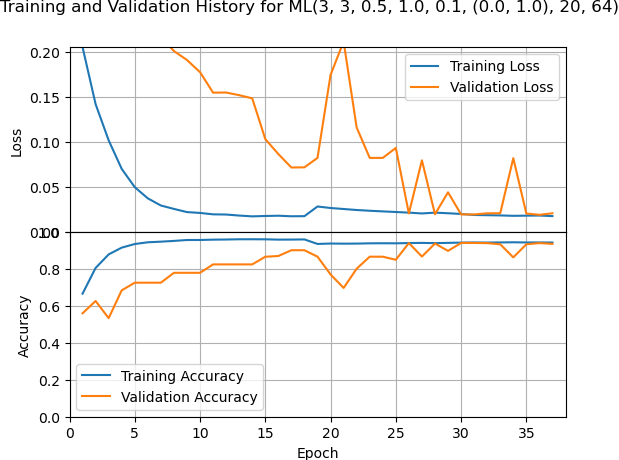 Training and Validation History for ML(3, 3, 0.5, 1.0, 0.1, (0.0, 1.0), 20, 64)
0.20
0.15
0.10
0.05
0.00
Loss
Training Loss
Validation Loss
1.0
0.8
0.6
0.4
0.2
0.0
Accuracy
Training Accuracy
Validation Accuracy
0 5 10 15 20 25 30 35
Epoch